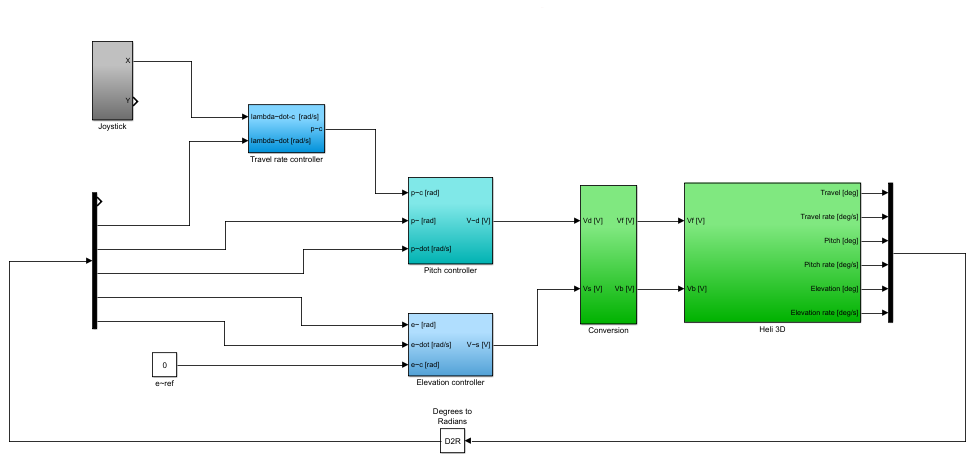 X
Y
Joystick
lambda~dot-c [rad/s]
p~c
lambda~dot [rad/s]
Travel rate controller
p~c [rad]
p~ [rad]
V~d [V]
p~dot [rad/s]
Pitch controller
e~ [rad]
e~dot [rad/s]
V~s [V]
e~c [rad]
Elevation controller
0
e~ref
Vd [V]
Vf [V]
Vs [V]
Vb [V]
Conversion
Vf [V]
Vb [V]
Travel [deg]
Travel rate [deg/s]
Pitch [deg]
Pitch rate [deg/s]
Elevation [deg]
Elevation rate [deg/s]
Heli 3D
Degrees to
Radians
D2R